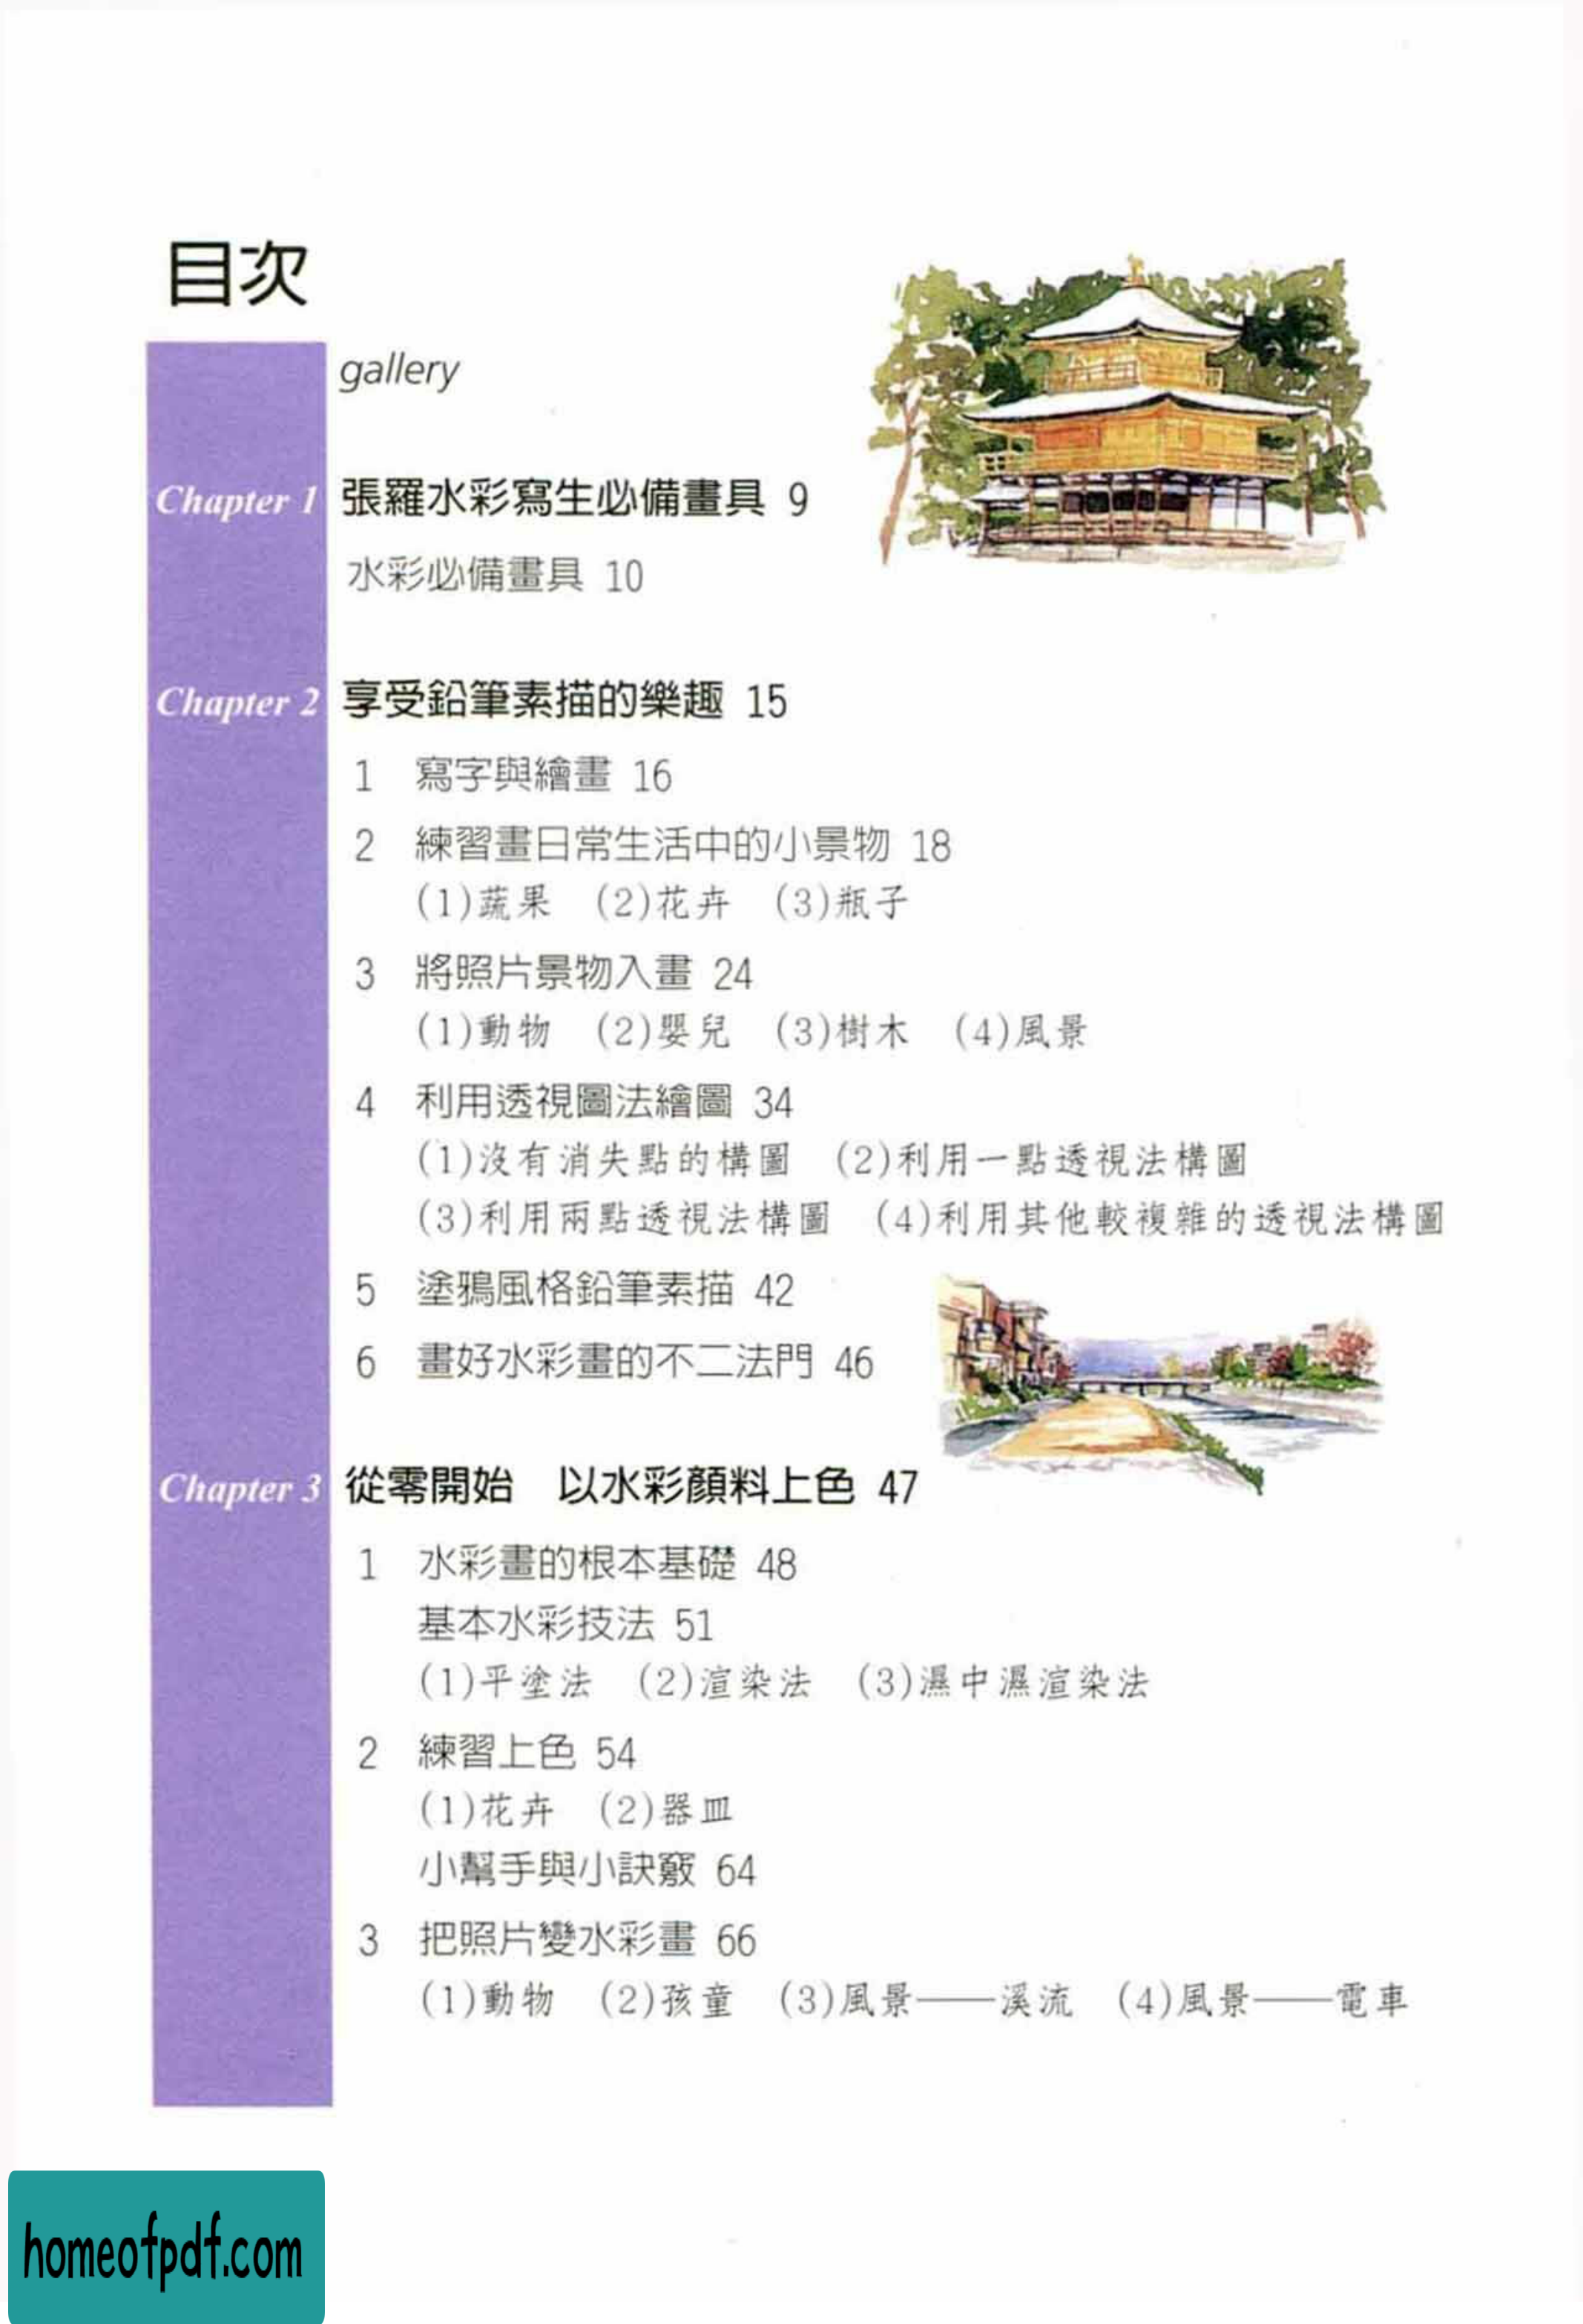 目次
gallery
Chapter 1 張羅水彩寫生必備畫具 9
水彩必備畫具 10
Chapter 2 享受鉛筆素描的樂趣 15
1 寫字與繪畫 16
2 練習畫日常生活中的小景物 18
(1)蔬果 (2)花卉 (3)瓶子
3 將照片景物入畫 24
(1)動物 (2)嬰兒 (3)樹木 (4)風景
4 利用透視圖法繪圖 34
(1)沒有消失點的構圖 (2)利用一點透視法構圖
(3)利用兩點透視法構圖 (4)利用其他較複雜的透視法構圖
5 塗鴉風格鉛筆素描 42
6 畫好水彩畫的不二法門 46
Chapter 3 從零開始 以水彩顏料上色 47
1 水彩畫的根本基礎 48
基本水彩技法 51
(1)平塗法 (2)渲染法 (3)濕中濕渲染法
2 練習上色 54
(1)花卉 (2)器皿
小幫手與小訣竅 64
3 把照片變水彩畫 66
(1)動物 (2)孩童 (3)風景——溪流 (4)風景——電車
homeofpdf.com